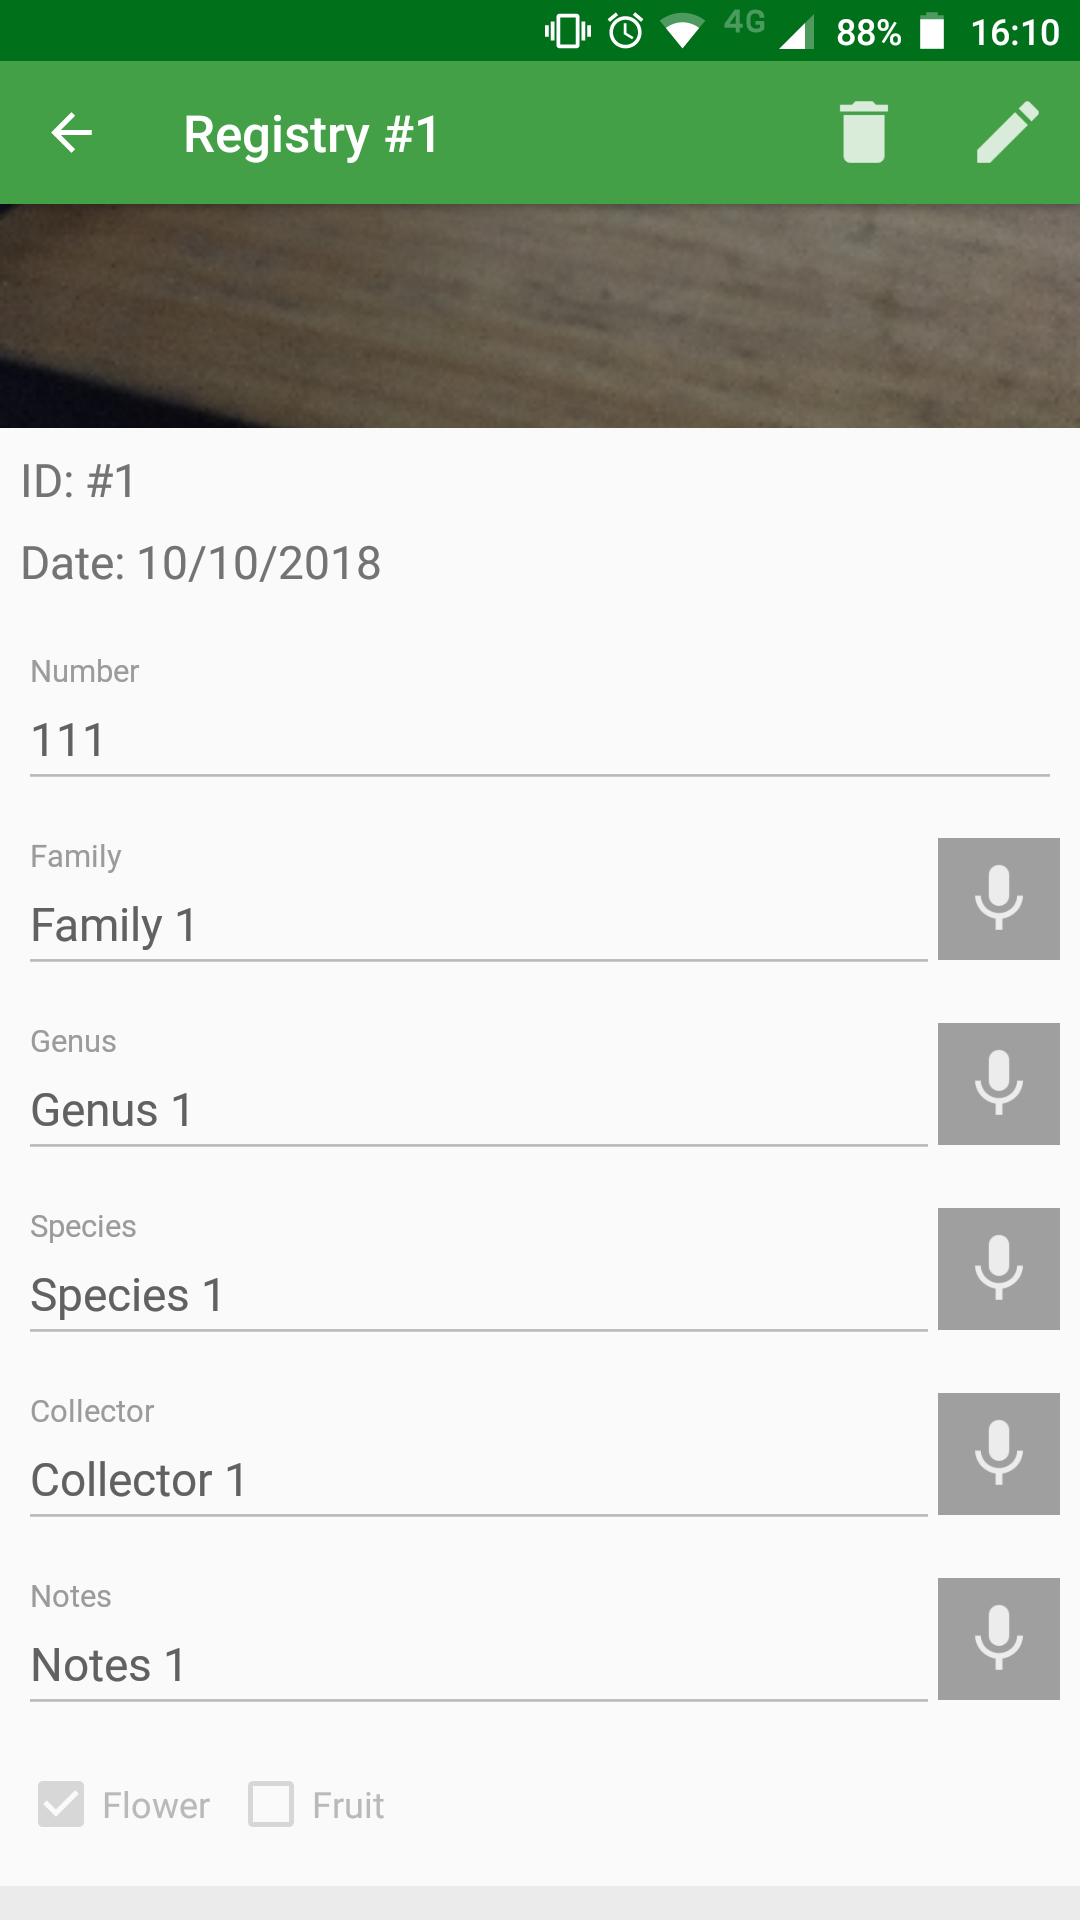 4G 88% 16:10
Registry #1
ID: #1
Date: 10/10/2018
Number
111
Family
Family 1
Genus
Genus 1
Species
Species 1
Collector
Collector 1
Notes
Notes 1
Flower Fruit